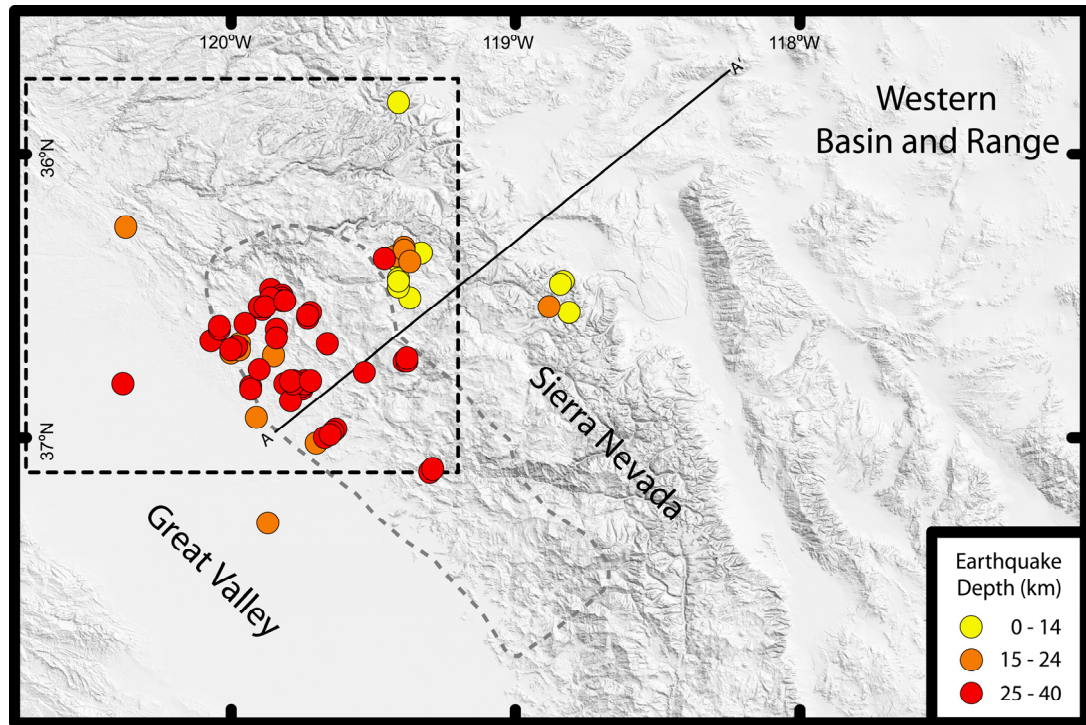 120°W
119°W
118°W
A'
Western
Basin and Range
36°N
Sierra Nevada
A
37°N
Great Valley
Earthquake
Depth (km)
0 - 14
15 - 24
25 - 40